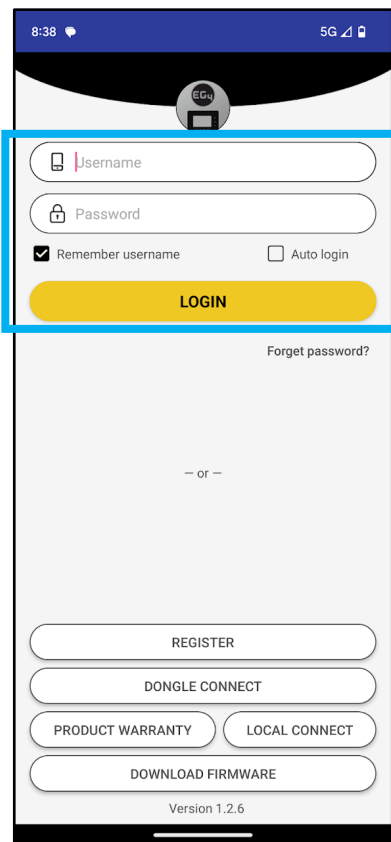 8:38 5G
EG4
Username
Password
Remember username Auto login
LOGIN
Forget password?
— or —
REGISTER
DONGLE CONNECT
PRODUCT WARRANTY LOCAL CONNECT
DOWNLOAD FIRMWARE
Version 1.2.6